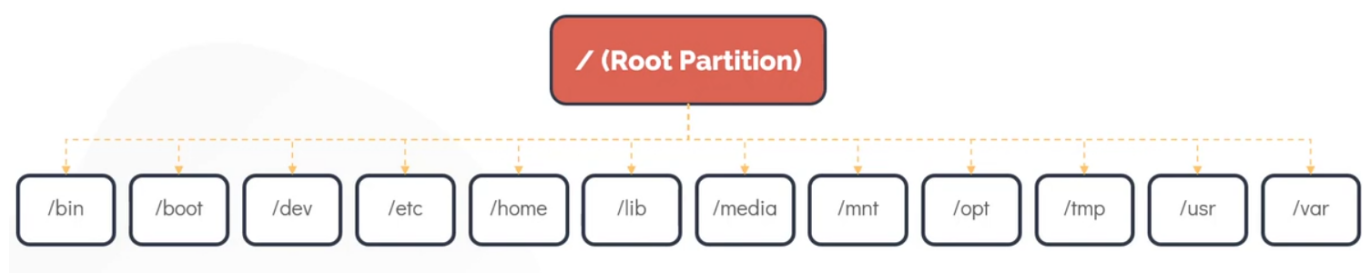 / (Root Partition)
/bin
/boot
/dev
/etc
/home
/lib
/media
/mnt
/opt
/tmp
/usr
/var